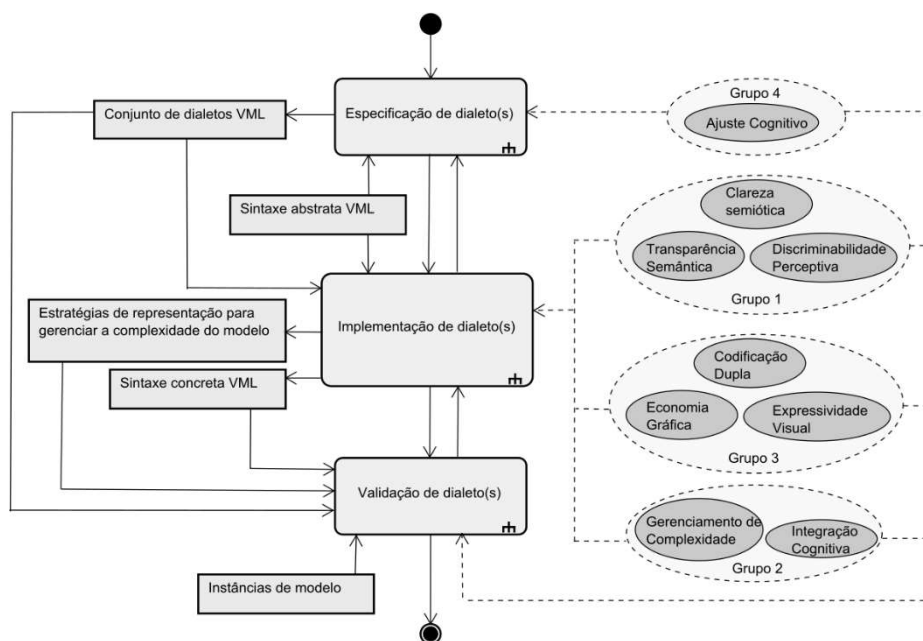 Especificação de dialeto(s)
Conjunto de dialetos VML
Grupo 4
Ajuste Cognitivo
Sintaxe abstrata VML
Clareza
semiótica
Transparência
Semântica
Discriminabilidade
Perceptiva
Grupo 1
Implementação de dialeto(s)
Estratégias de representação para
gerenciar a complexidade do modelo
Sintaxe concreta VML
Codificação
Dupla
Economia
Gráfica
Expressividade
Visual
Grupo 3
Validação de dialeto(s)
Gerenciamento de
Complexidade
Integração
Cognitiva
Grupo 2
Instâncias de modelo